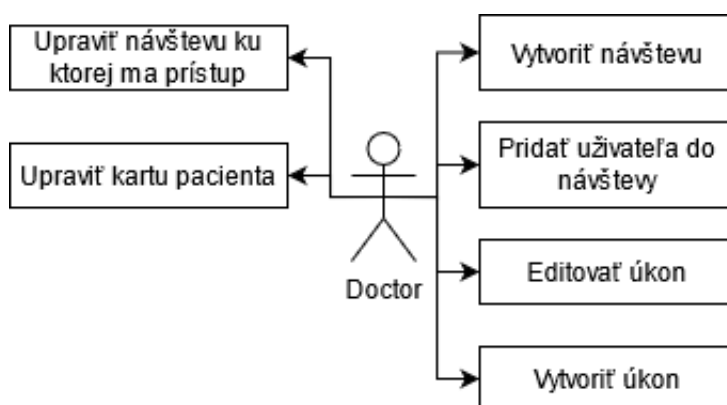 Upraviť návštevu ku
ktorej ma prístup
Upraviť kartu pacienta
Doctor
Vytvoriť návštevu
Pridať uživateľa do
návštevy
Editovať úkon
Vytvoriť úkon